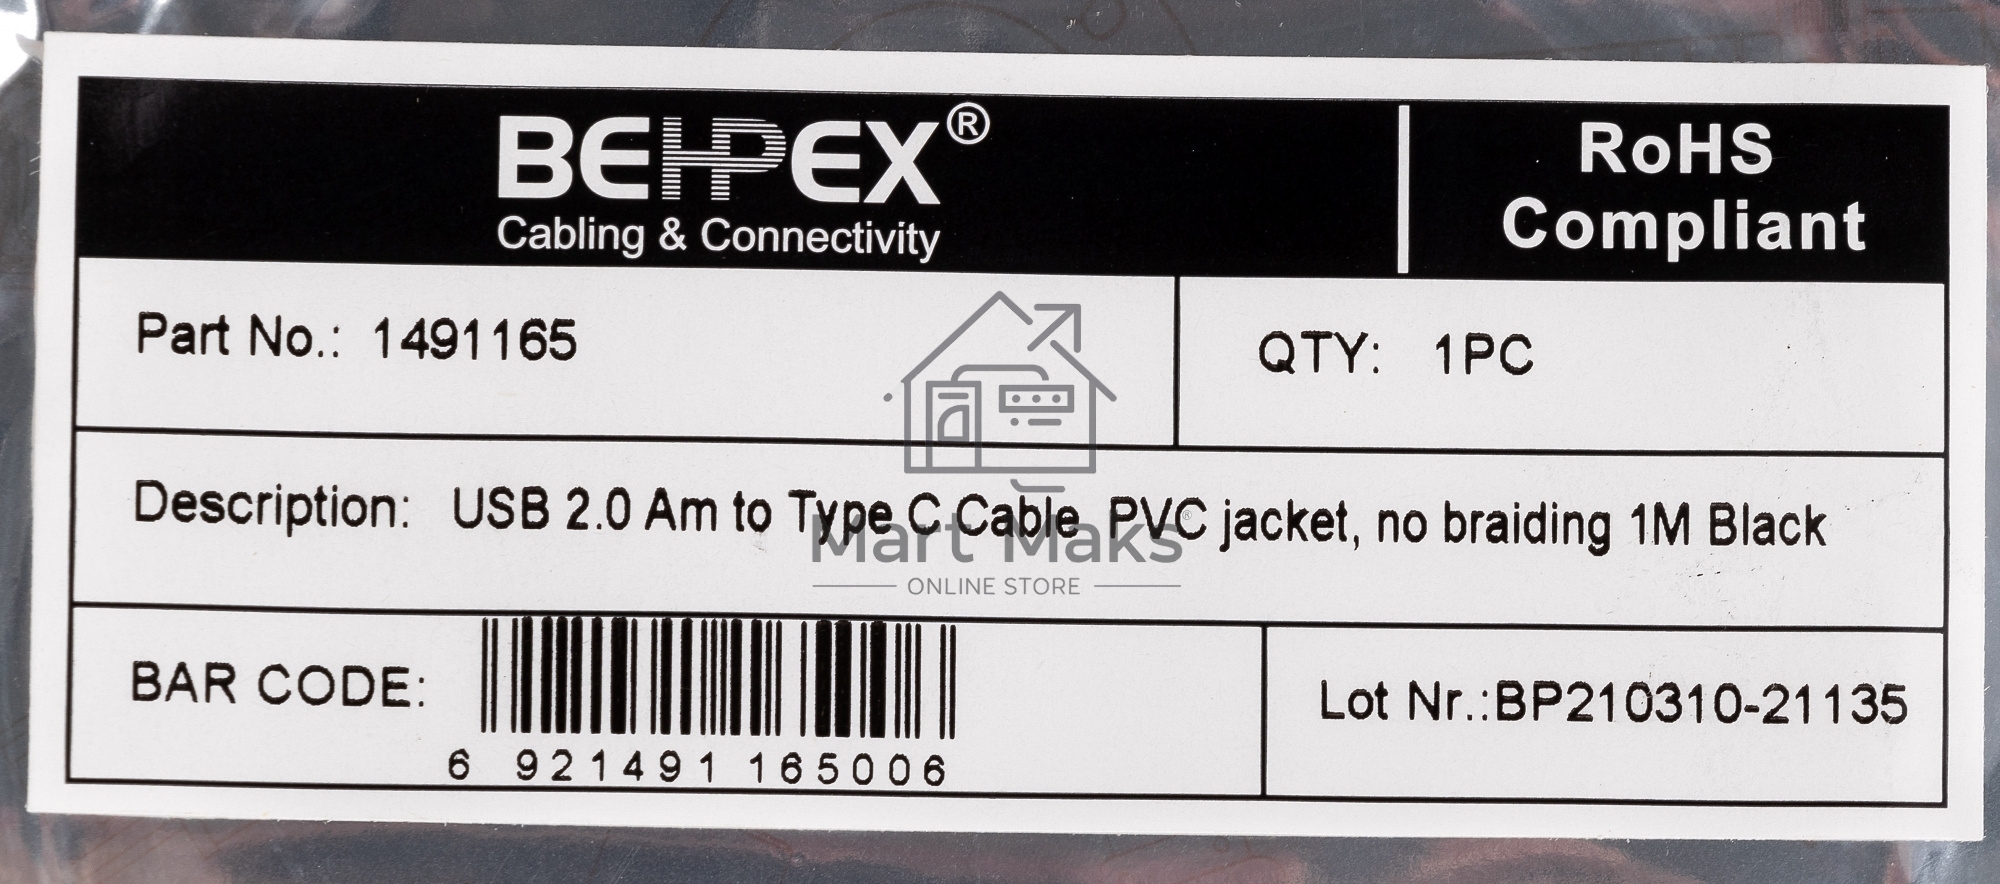 BEHPEX®
Cabling & Connectivity
RoHS
Compliant
Part No.: 1491165
QTY: 1PC
Description: USB 2.0 Am to Type C Cable PVC jacket, no braiding 1M Black
Mart Maks
ONLINE STORE
BAR CODE:
6 921491 165006
Lot Nr.:BP210310-21135